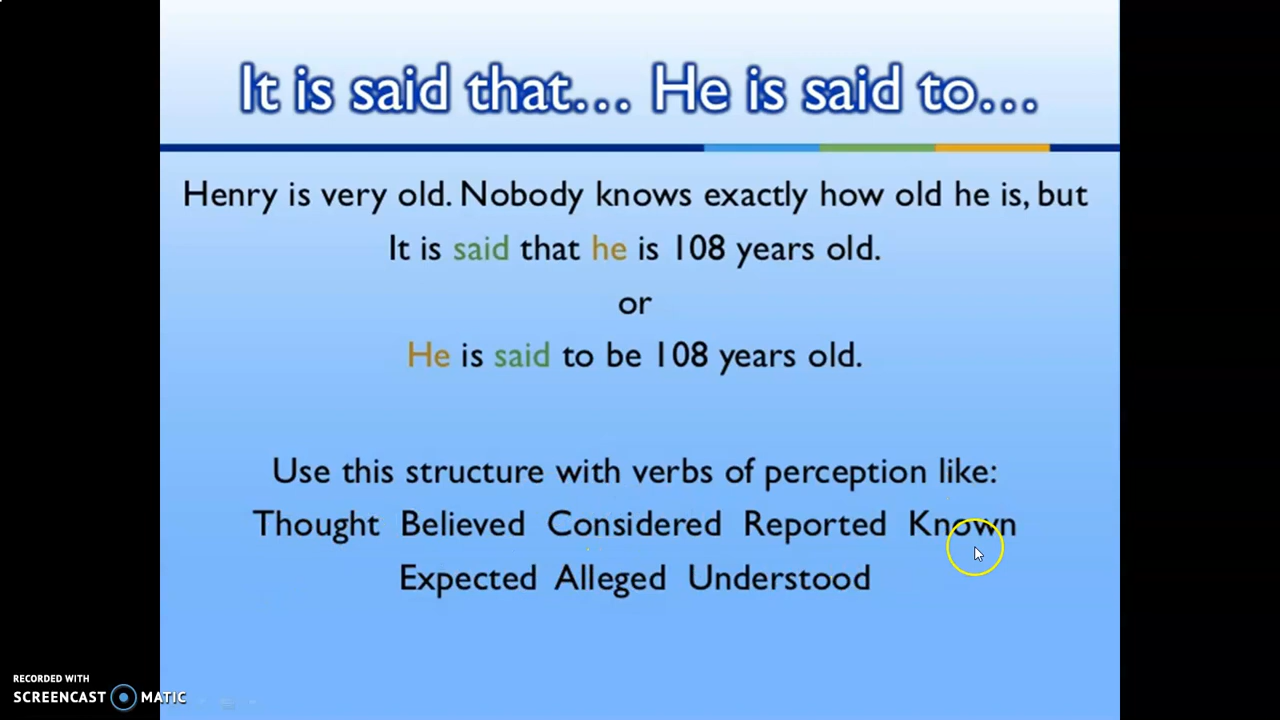 It is said that... He is said to...
Henry is very old. Nobody knows exactly how old he is, but
It is said that he is 108 years old.
or
He is said to be 108 years old.
Use this structure with verbs of perception like:
Thought Believed Considered Reported Known
Expected Alleged Understood
RECORDED WITH
SCREENCAST MATIC